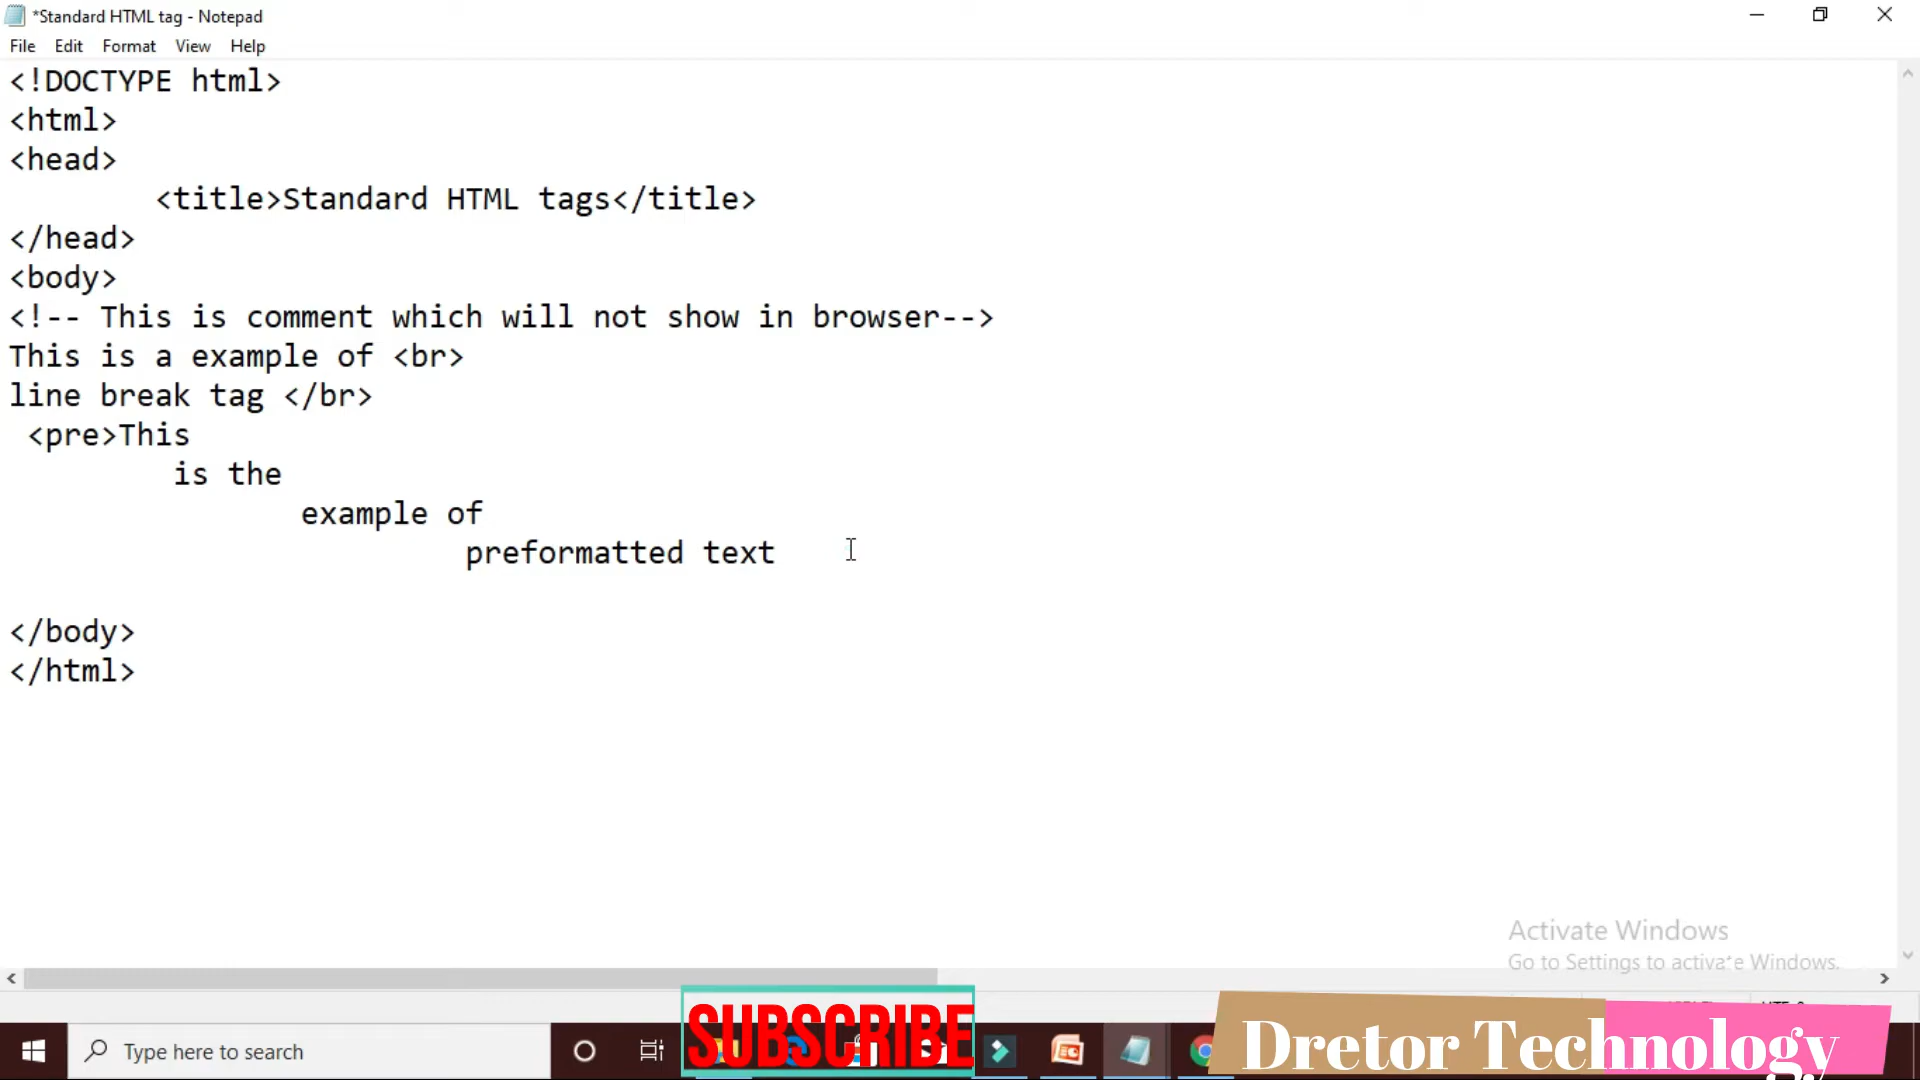 *Standard HTML tag - Notepad
File Edit Format View Help
<!DOCTYPE html>
<html>
<head>
<title>Standard HTML tags</title>
</head>
<body>
<!-- This is comment which will not show in browser-->
This is a example of <br>
line break tag </br>
<pre>This
is the
example of
preformatted text
</body>
</html>
Activate Windows
Go to Settings to activate Windows.
SUBSCRIBE
Dretor Technology
Type here to search